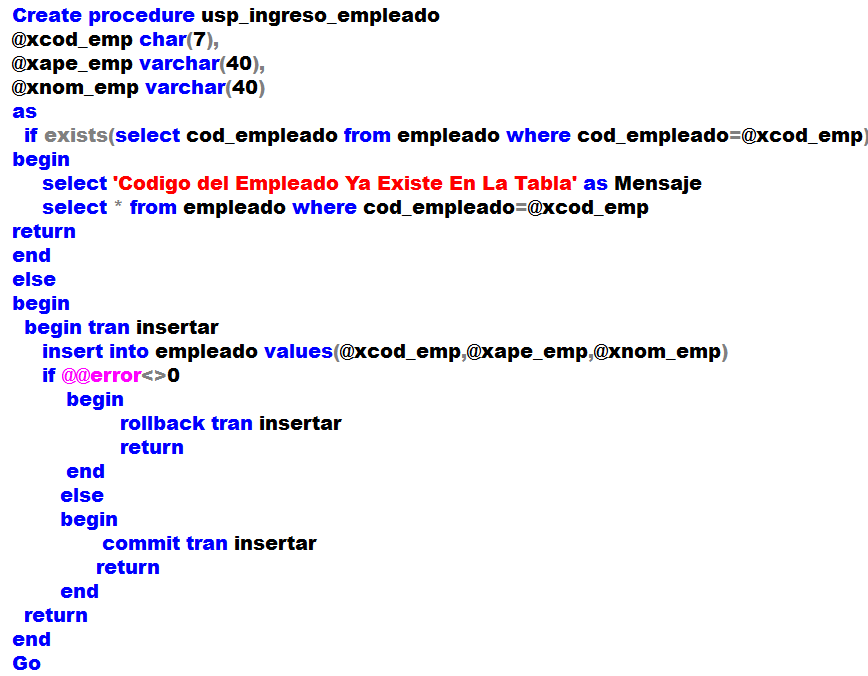 Create procedure usp_ingreso_empleado
@xcod_emp char(7),
@xape_emp varchar(40),
@xnom_emp varchar(40)
as
if exists(select cod_empleado from empleado where cod_empleado=@xcod_emp)
begin
select 'Codigo del Empleado Ya Existe En La Tabla' as Mensaje
select * from empleado where cod_empleado=@xcod_emp
return
end
else
begin
begin tran insertar
insert into empleado values(@xcod_emp,@xape_emp,@xnom_emp)
if @@error<>0
begin
rollback tran insertar
return
end
else
begin
commit tran insertar
return
end
return
end
Go